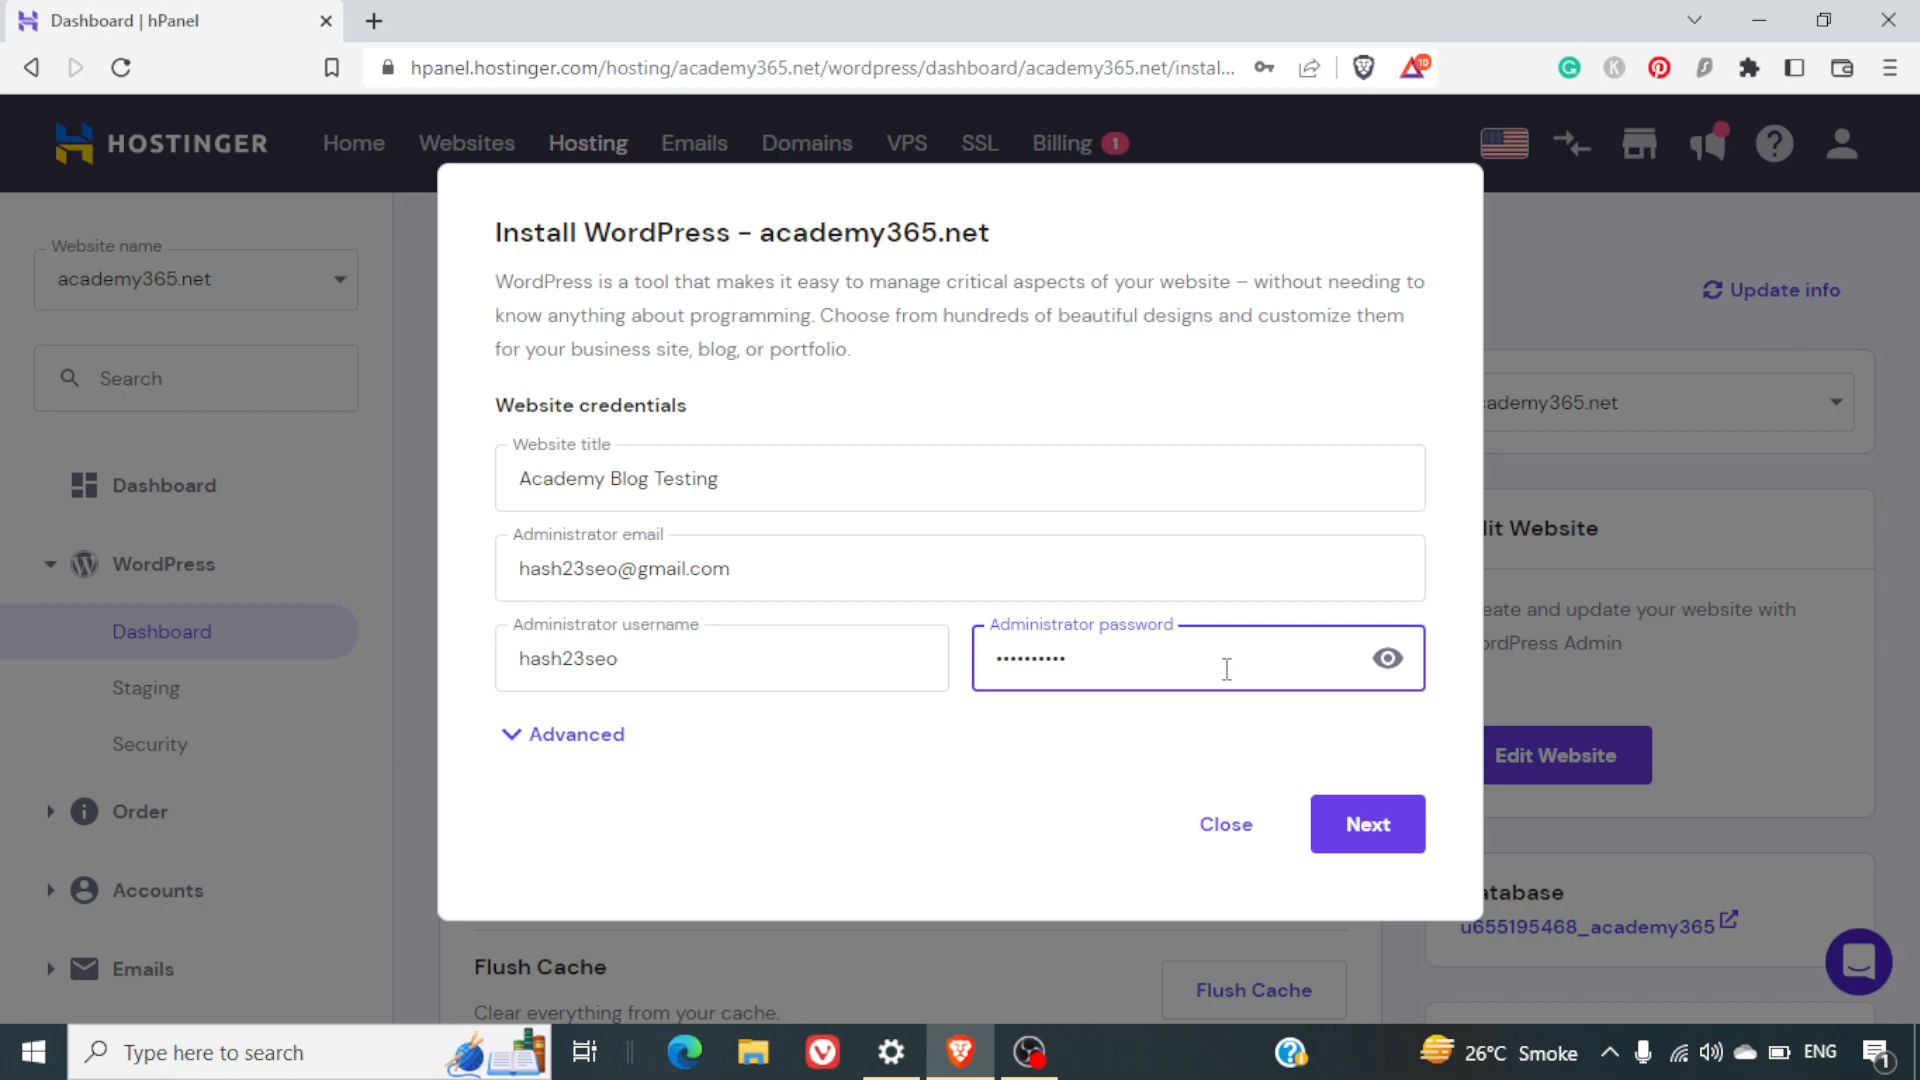 Dashboard | hPanel
hpanel.hostinger.com/hosting/academy365.net/wordpress/dashboard/academy365.net/instal...
10
HOSTINGER
Home
Websites
Hosting
Emails
Domains
VPS
SSL
Billing 1
Website name
academy365.net
Search
Dashboard
WordPress
Dashboard
Staging
Security
Order
Accounts
Emails
Install WordPress - academy365.net
WordPress is a tool that makes it easy to manage critical aspects of your website – without needing to
know anything about programming. Choose from hundreds of beautiful designs and customize them
for your business site, blog, or portfolio.
Website credentials
Website title
Academy Blog Testing
Administrator email
hash23seo@gmail.com
Administrator username
hash23seo
Administrator password
••••••••••
Advanced
Close
Next
Update info
ademy365.net
lit Website
eate and update your website with
rdPress Admin
Edit Website
atabase
u655195468_academy365
Flush Cache
Clear everything from your cache.
Flush Cache
Type here to search
26°C Smoke
ENG
1